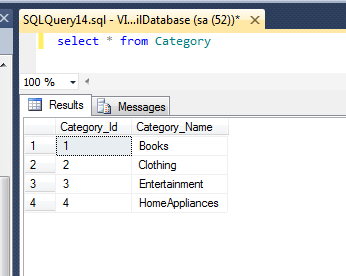 SQLQuery14.sql - VI...ilDatabase (sa (52))*
select * from Category
100 %
Results Messages
Category_Id Category_Name
1 1 Books
2 2 Clothing
3 3 Entertainment
4 4 HomeAppliances